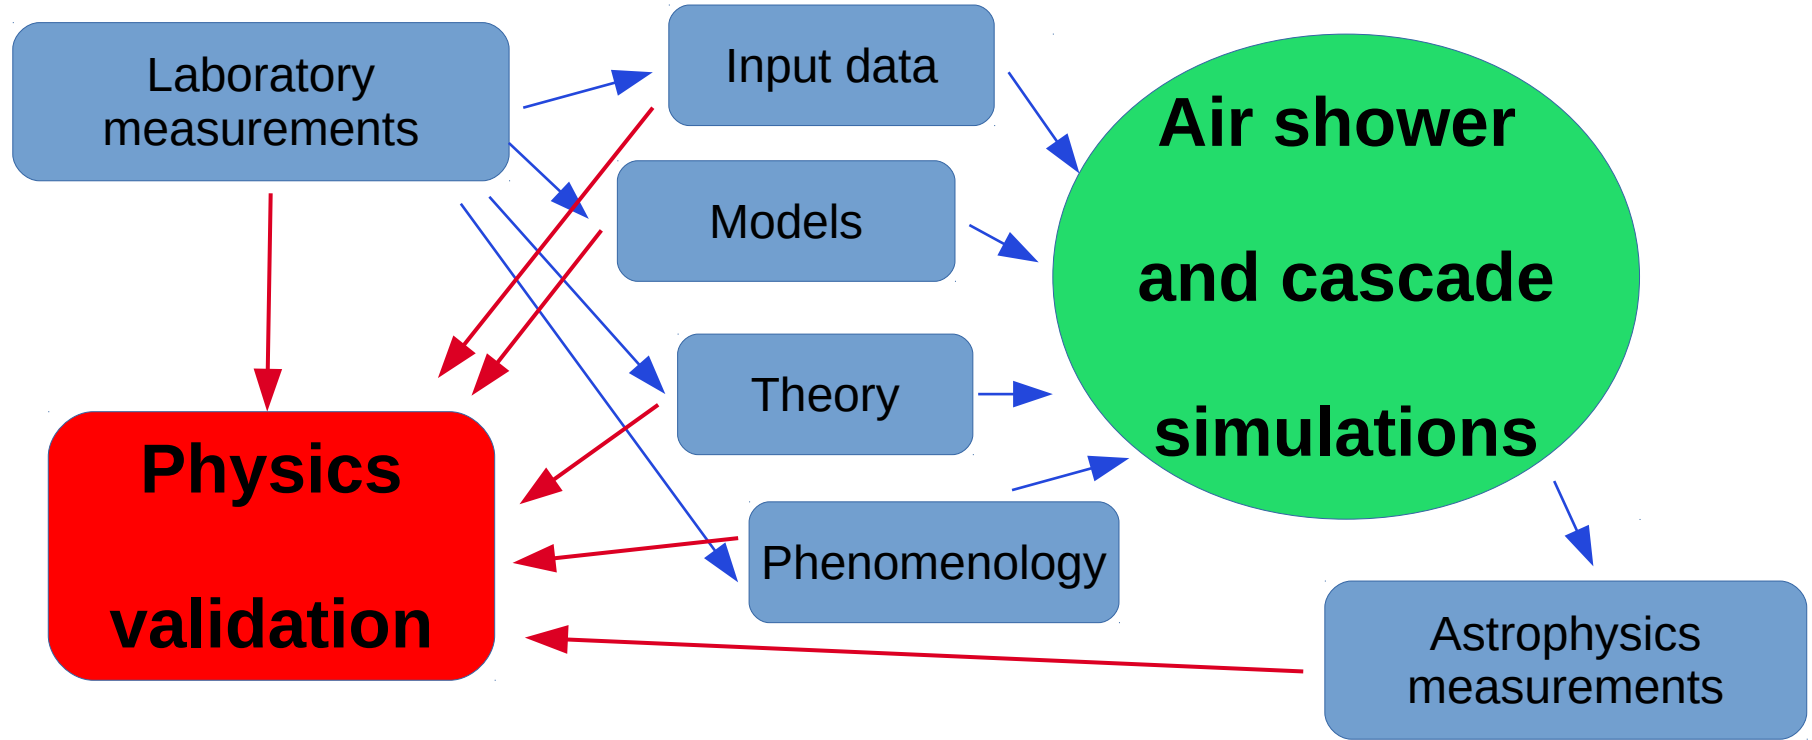 Laboratory
measurements
Input data
Models
Theory
Phenomenology
Air shower
and cascade
simulations
Physics
validation
Astrophysics
measurements